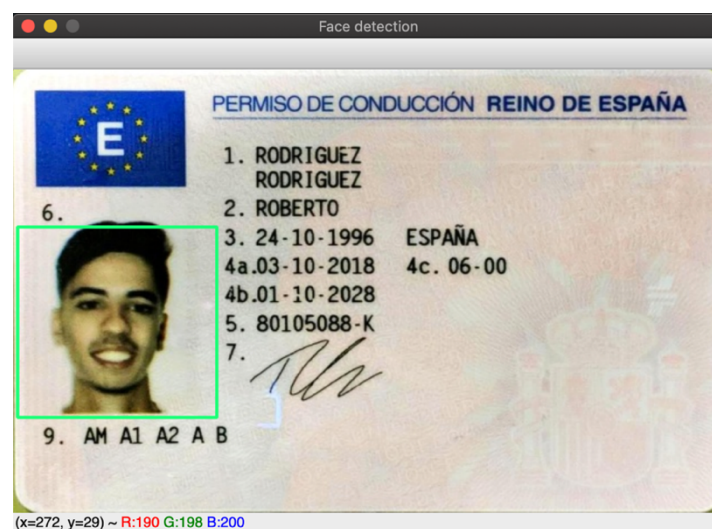 Face detection
E
PERMISO DE CONDUCCIÓN REINO DE ESPAÑA
1. RODRIGUEZ
RODRIGUEZ
2. ROBERTO
3. 24-10-1996 ESPAÑA
4a.03-10-2018 4c. 06-00
4b.01-10-2028
5. 80105088-K
6.
7.
9. AM A1 A2 A B
(x=272, y=29) ~ R:190 G:198 B:200